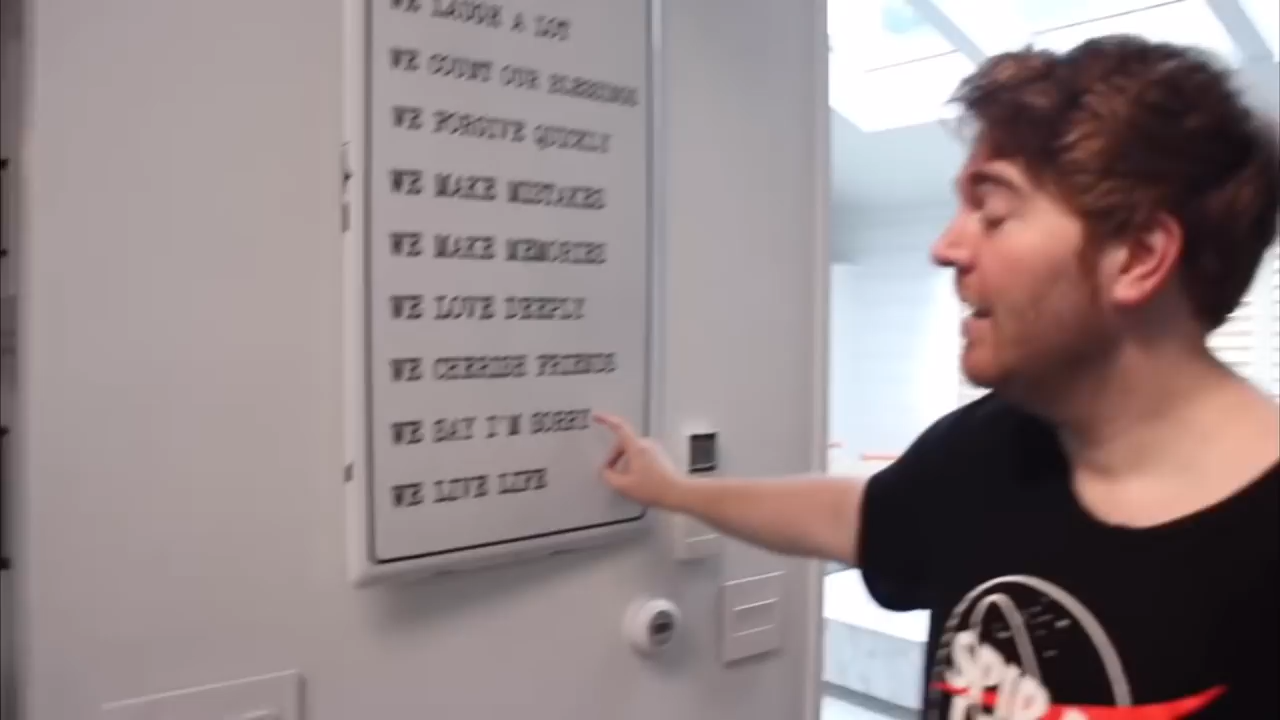 WE LAUGH A LOT
WE COUNT OUR BLESSINGS
WE FORGIVE QUICKLY
WE MAKE MISTAKES
WE MAKE MEMORIES
WE LOVE DEEPLY
WE CHERISH FRIENDS
WE SAY I'M SORRY
WE LIVE LIFE